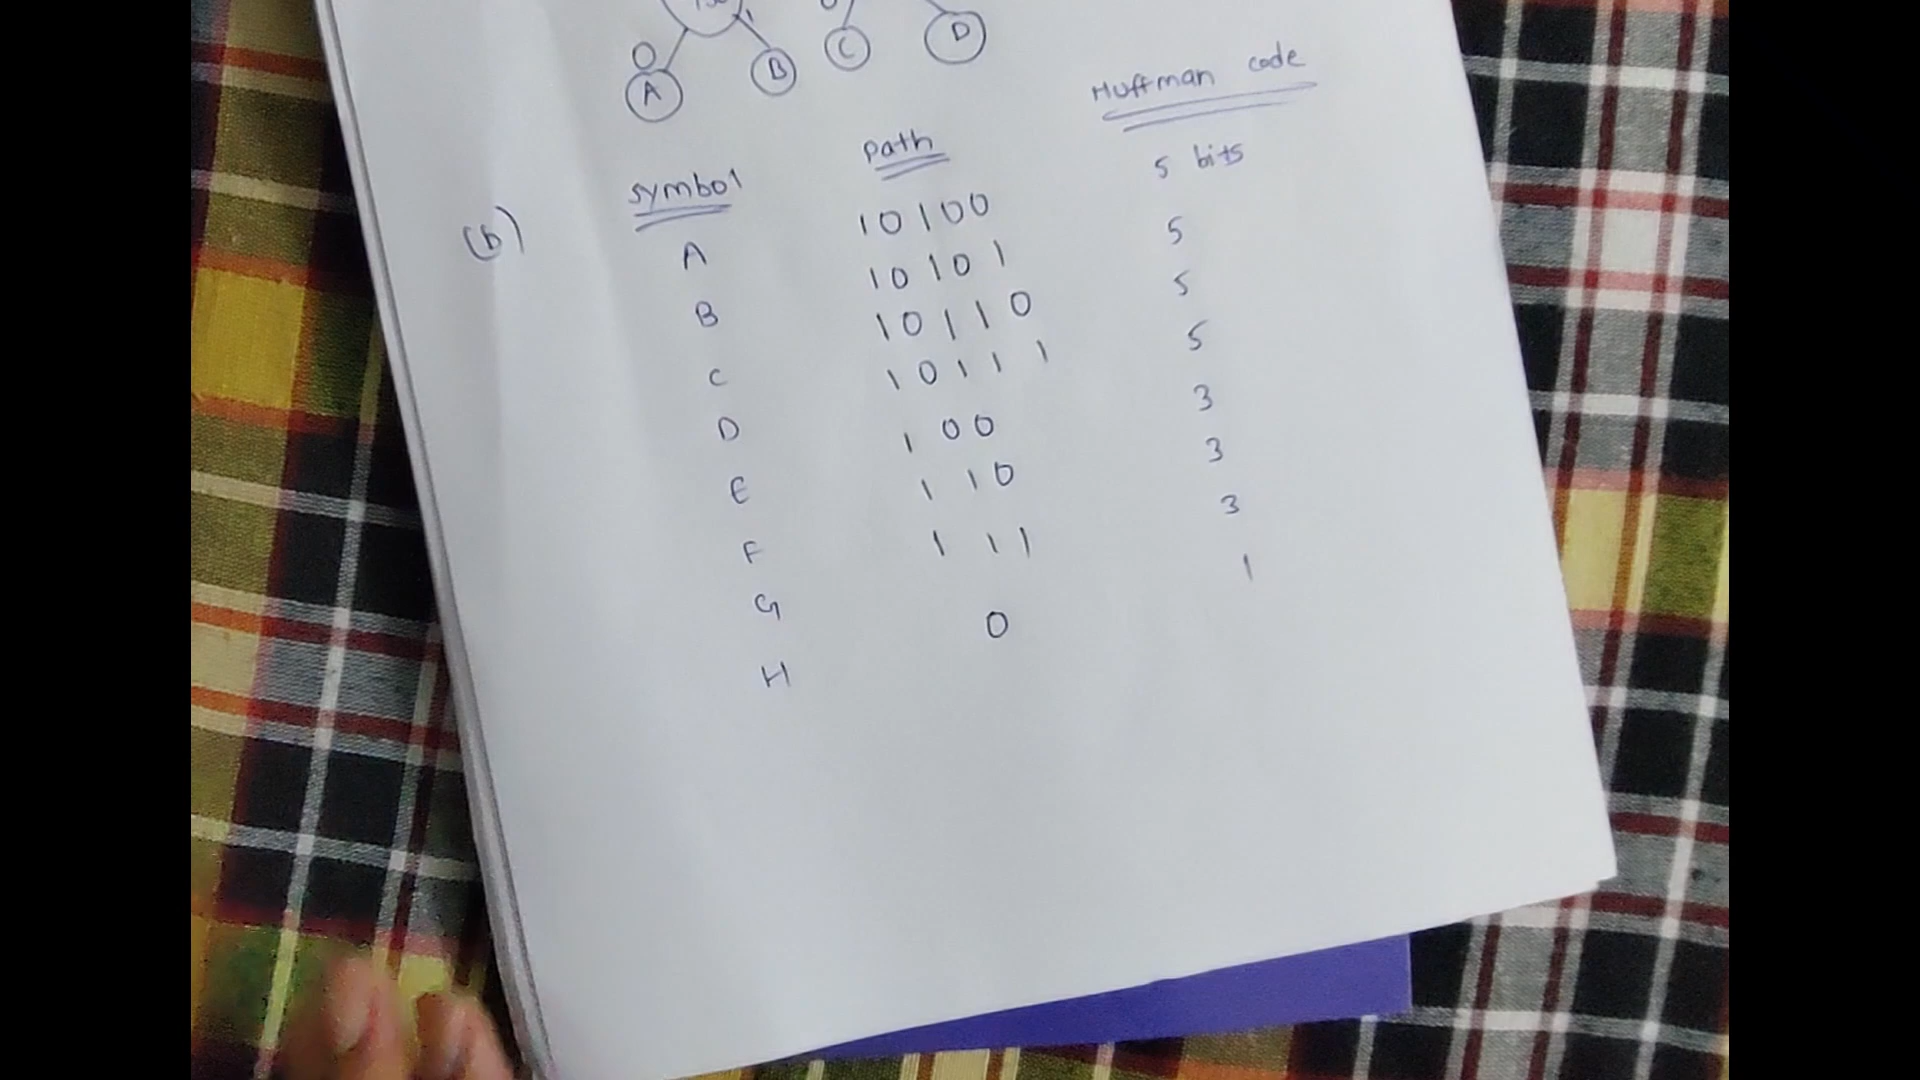 0
A
B
C
D
Huffman code
(b) symbol path 5 bits
A 10100 5
B 10101 5
C 10110 5
D 10111 3
E 100 3
F 110 3
G 111 1
H 0